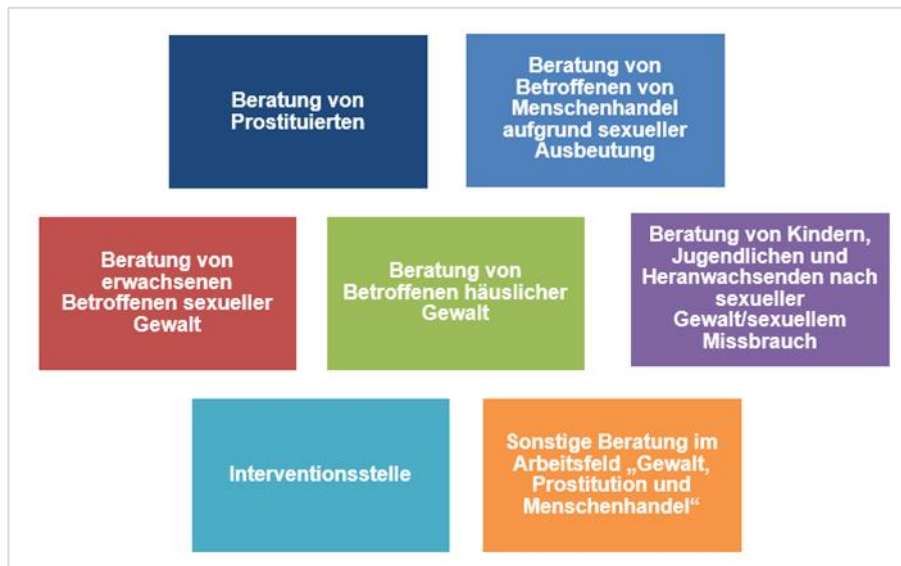 Beratung von
Prostituierten
Beratung von
Betroffenen von
Menschenhandel
aufgrund sexueller
Ausbeutung
Beratung von
erwachsenen
Betroffenen sexueller
Gewalt
Beratung von
Betroffenen häuslicher
Gewalt
Beratung von Kindern,
Jugendlichen und
Heranwachsenden nach
sexueller
Gewalt/sexuellem
Missbrauch
Interventionsstelle
Sonstige Beratung im
Arbeitsfeld „Gewalt,
Prostitution und
Menschenhandel“